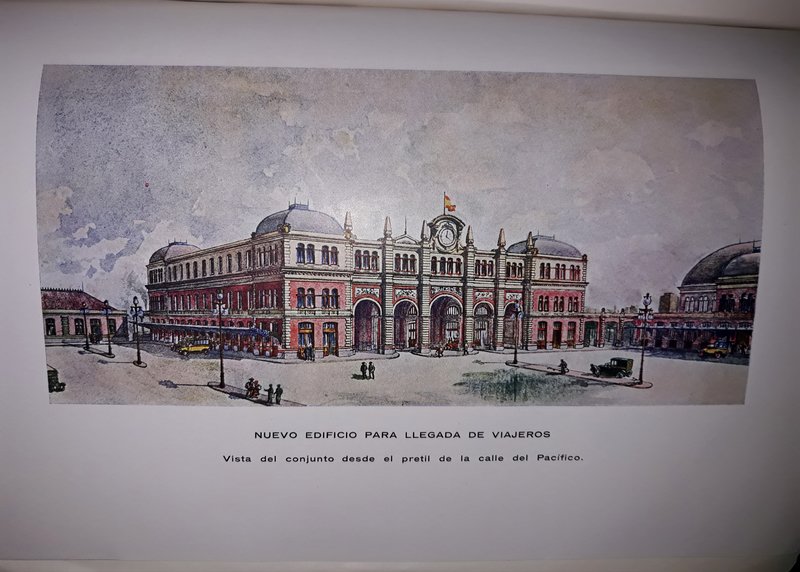 NUEVO EDIFICIO PARA LLEGADA DE VIAJEROS
Vista del conjunto desde el pretil de la calle del Pacífico.